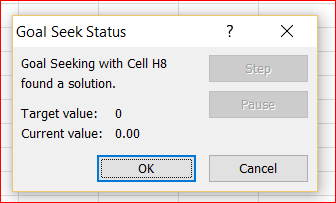 Goal Seek Status ?
Goal Seeking with Cell H8
found a solution.
Step
Pause
Target value: 0
Current value: 0.00
OK Cancel